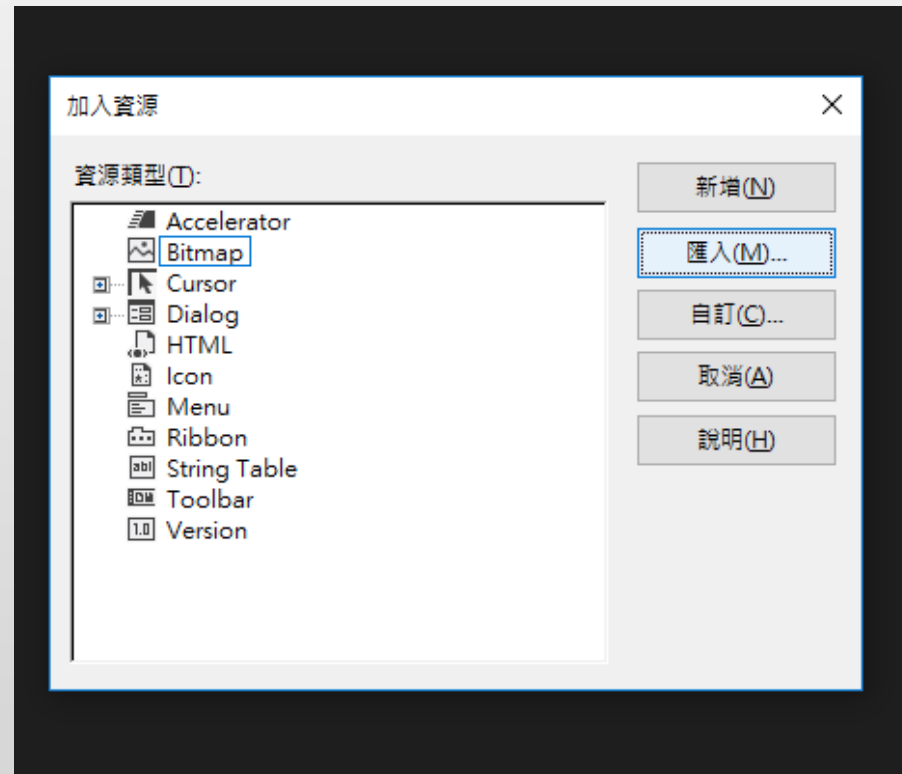 加入資源
資源類型(T):
Accelerator
Bitmap
Cursor
Dialog
HTML
Icon
Menu
Ribbon
String Table
Toolbar
Version
新增(N)
匯入(M)...
自訂(C)...
取消(A)
說明(H)